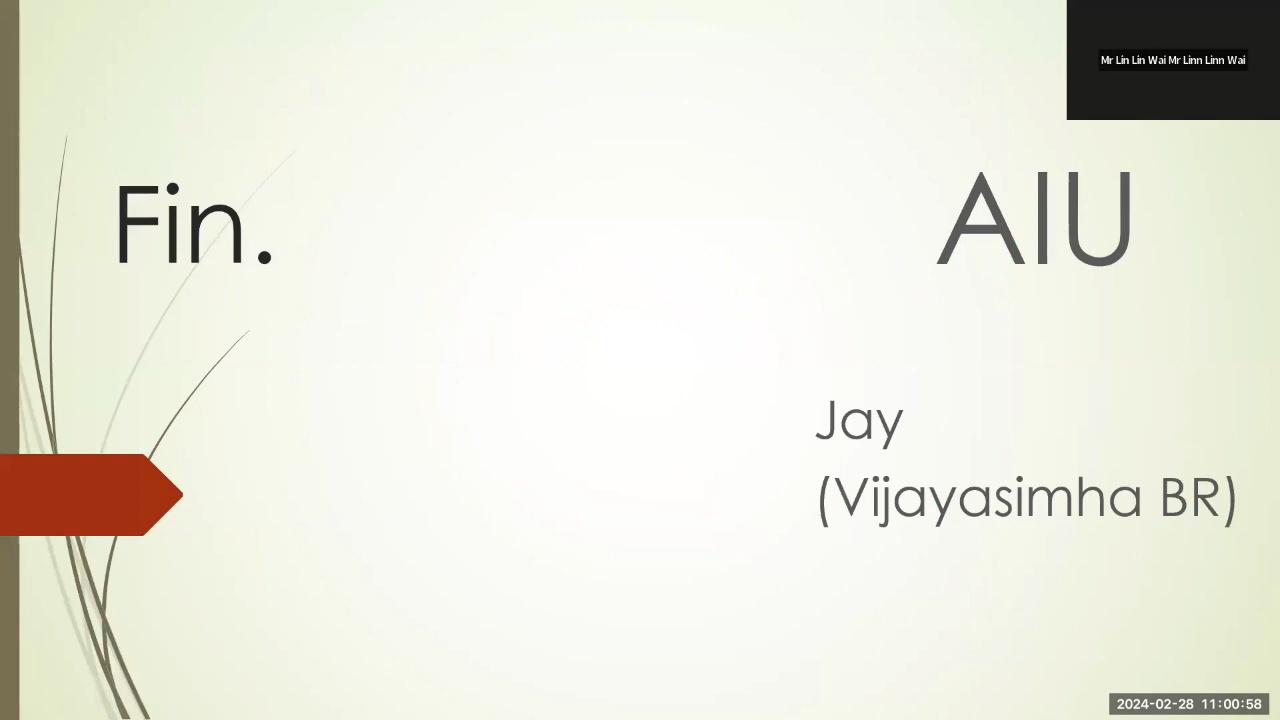 Mr Lin Lin Wai Mr Linn Linn Wai
Fin.
AIU
Jay
(Vijayasimha BR)
2024-02-28 11:00:58